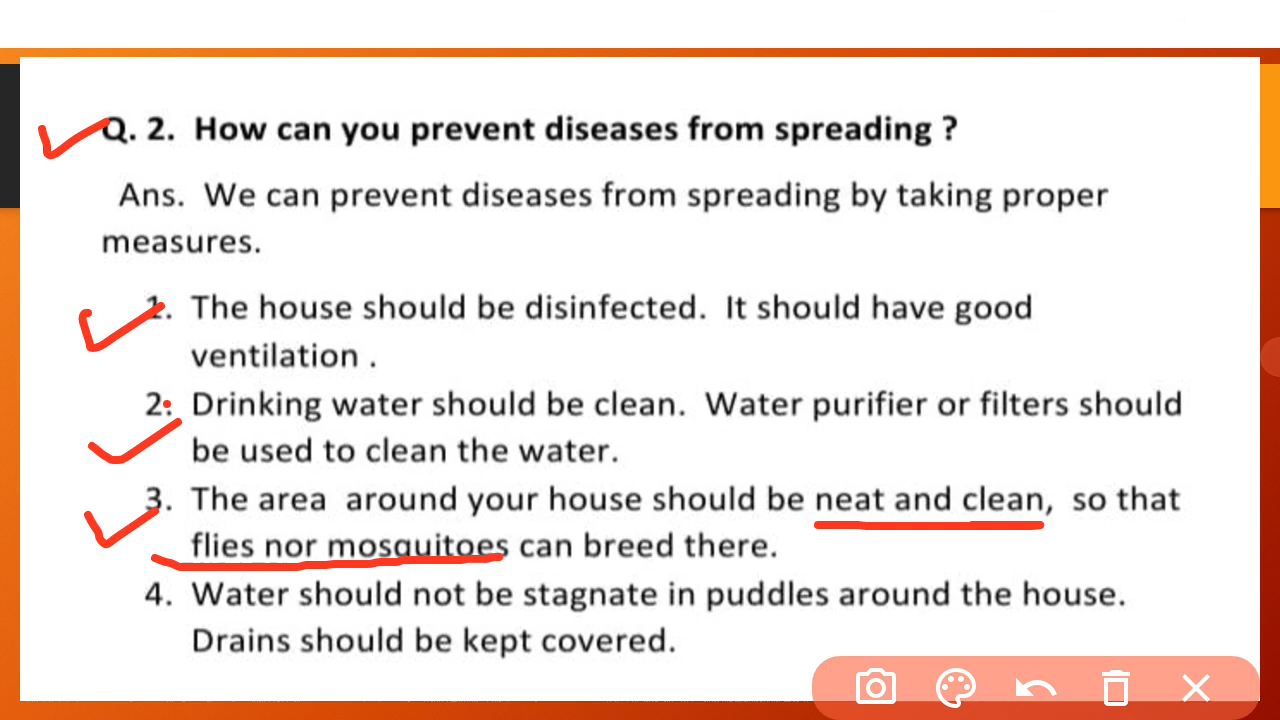 Q. 2. How can you prevent diseases from spreading ?
Ans. We can prevent diseases from spreading by taking proper
measures.
1. The house should be disinfected. It should have good
ventilation .
2. Drinking water should be clean. Water purifier or filters should
be used to clean the water.
3. The area around your house should be neat and clean, so that
flies nor mosquitoes can breed there.
4. Water should not be stagnate in puddles around the house.
Drains should be kept covered.